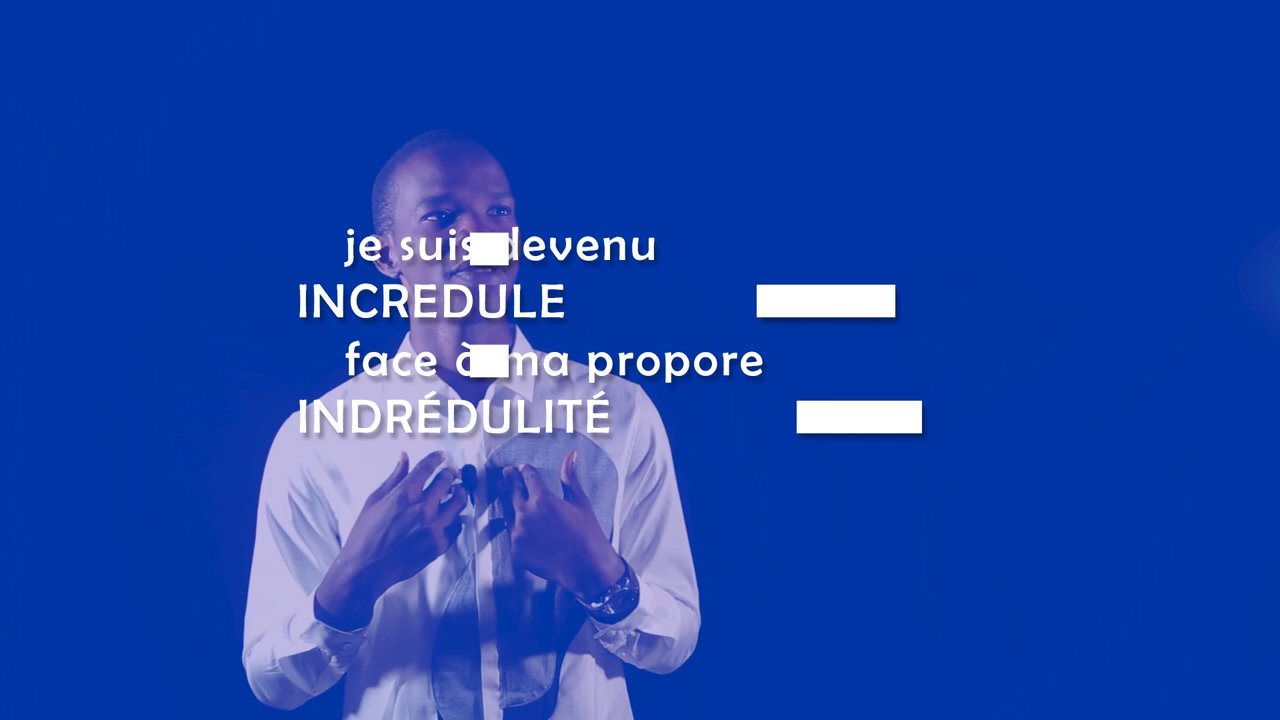 je suis devenu
INCREDULE
face à ma propore
INDRÉDULITÉ